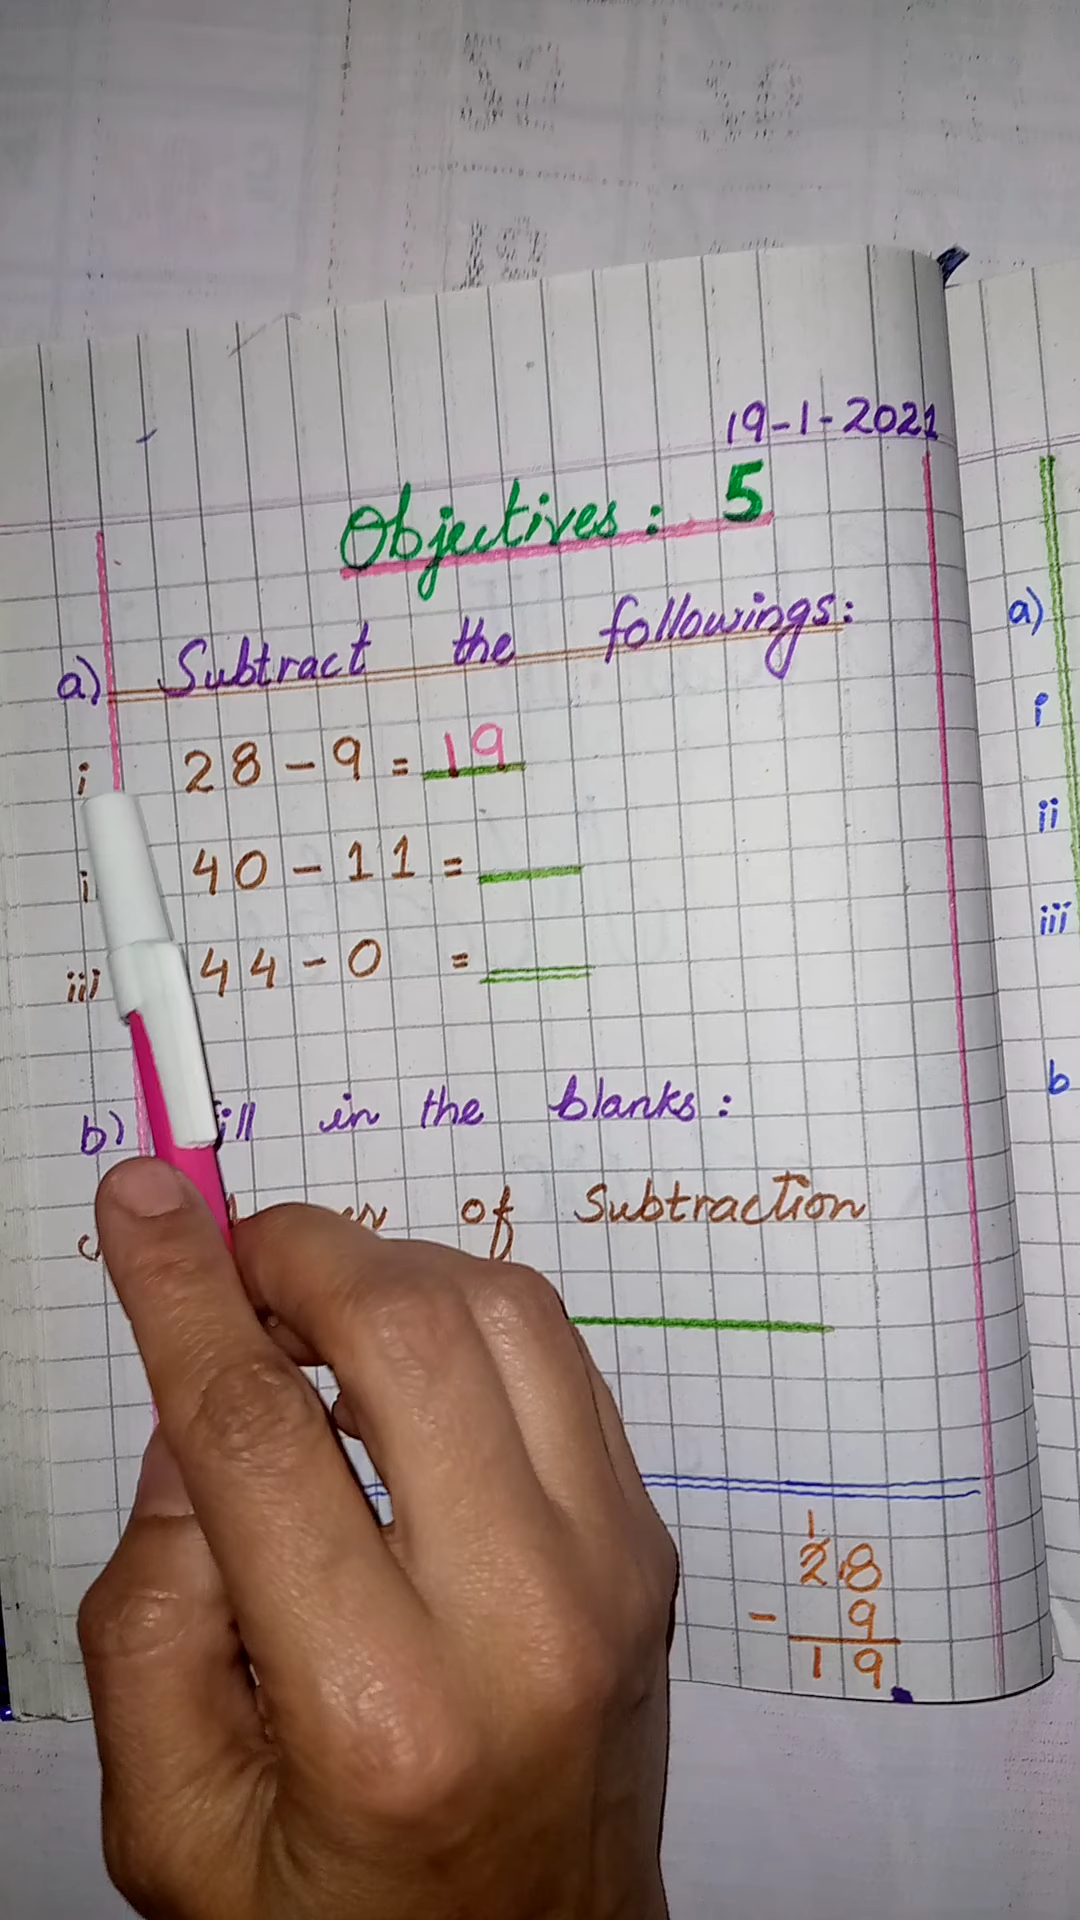 19-1-2021
Objectives: 5
a) Subtract the followings:
i 28 - 9 = 19
40 - 11 =
iii 44 - 0 =
b) in the blanks:
of Subtraction
1
28
- 9
19
a)
i
ii
iii
b